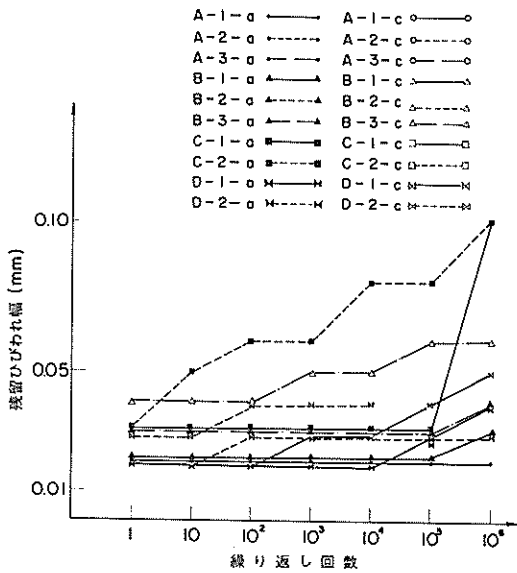 A-1-a
A-2-a
A-3-a
B-1-a
B-2-a
B-3-a
C-1-a
C-2-a
D-1-a
D-2-a
A-1-c
A-2-c
A-3-c
B-1-c
B-2-c
B-3-c
C-1-c
C-2-c
D-1-c
D-2-c
残留ひびわれ幅 (mm)
0.10
0.05
0.01
1
10
10²
10³
10⁴
10⁵
10⁶
繰り返し回数